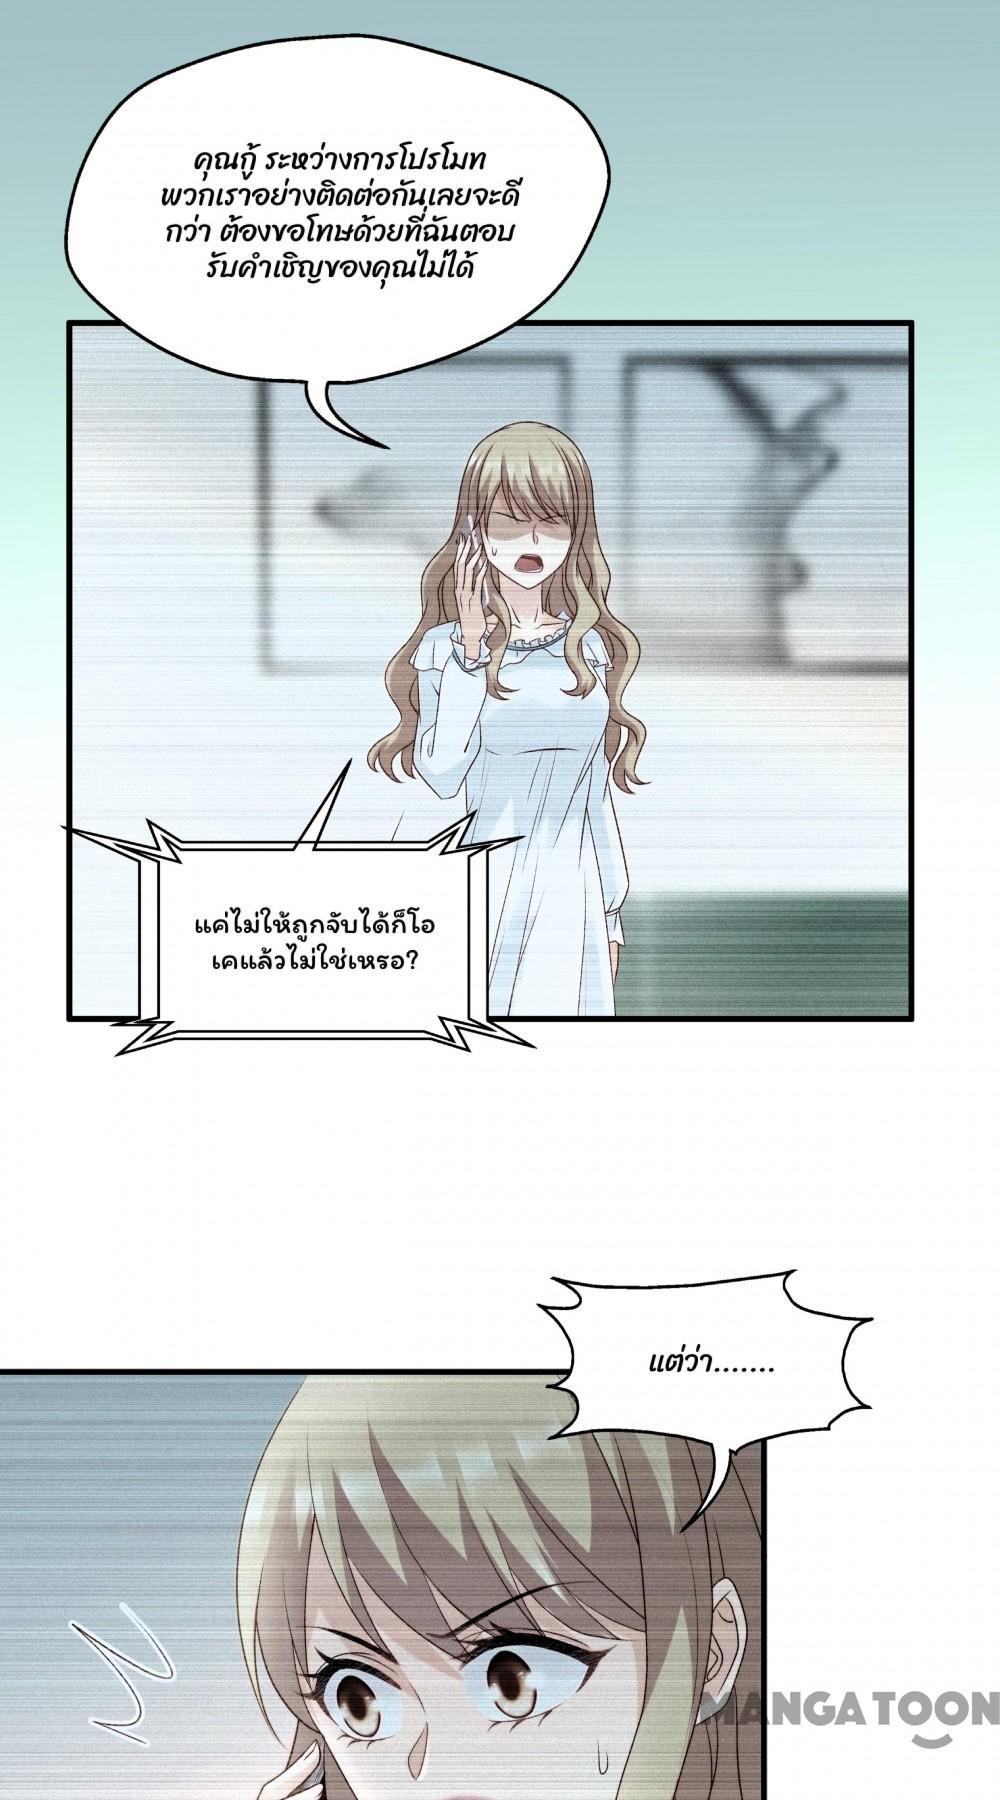 คุณกู้ ระหว่างการโปรโมท
พวกเราอย่างติดต่อกันเลยจะดี
กว่า ต้องขอโทษด้วยที่ฉันตอบ
รับคำเชิญของคุณไม่ได้
แค่ไม่ให้ถูกจับได้ก็โอ
เคแล้วไม่ใช่เหรอ?
แต่ว่า.......
MANGATOON